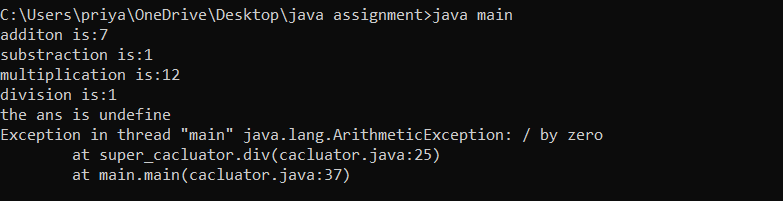 C:\Users\priya\OneDrive\Desktop\java assignment>java main
additon is:7
substraction is:1
multiplication is:12
division is:1
the ans is undefine
Exception in thread "main" java.lang.ArithmeticException: / by zero
        at super_cacluator.div(cacluator.java:25)
        at main.main(cacluator.java:37)